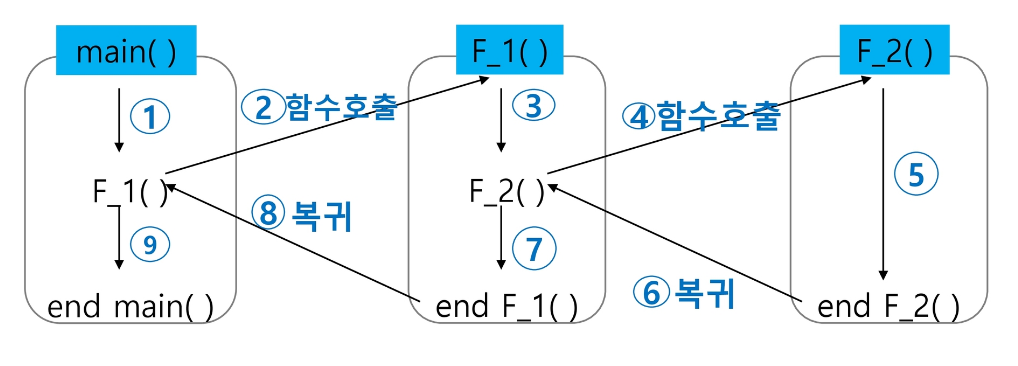 main( )
①
F_1( )
⑨
end main( )
② 함수호출
⑧ 복귀
F_1( )
③
F_2( )
⑦
end F_1( )
④ 함수호출
⑥ 복귀
F_2( )
⑤
end F_2( )